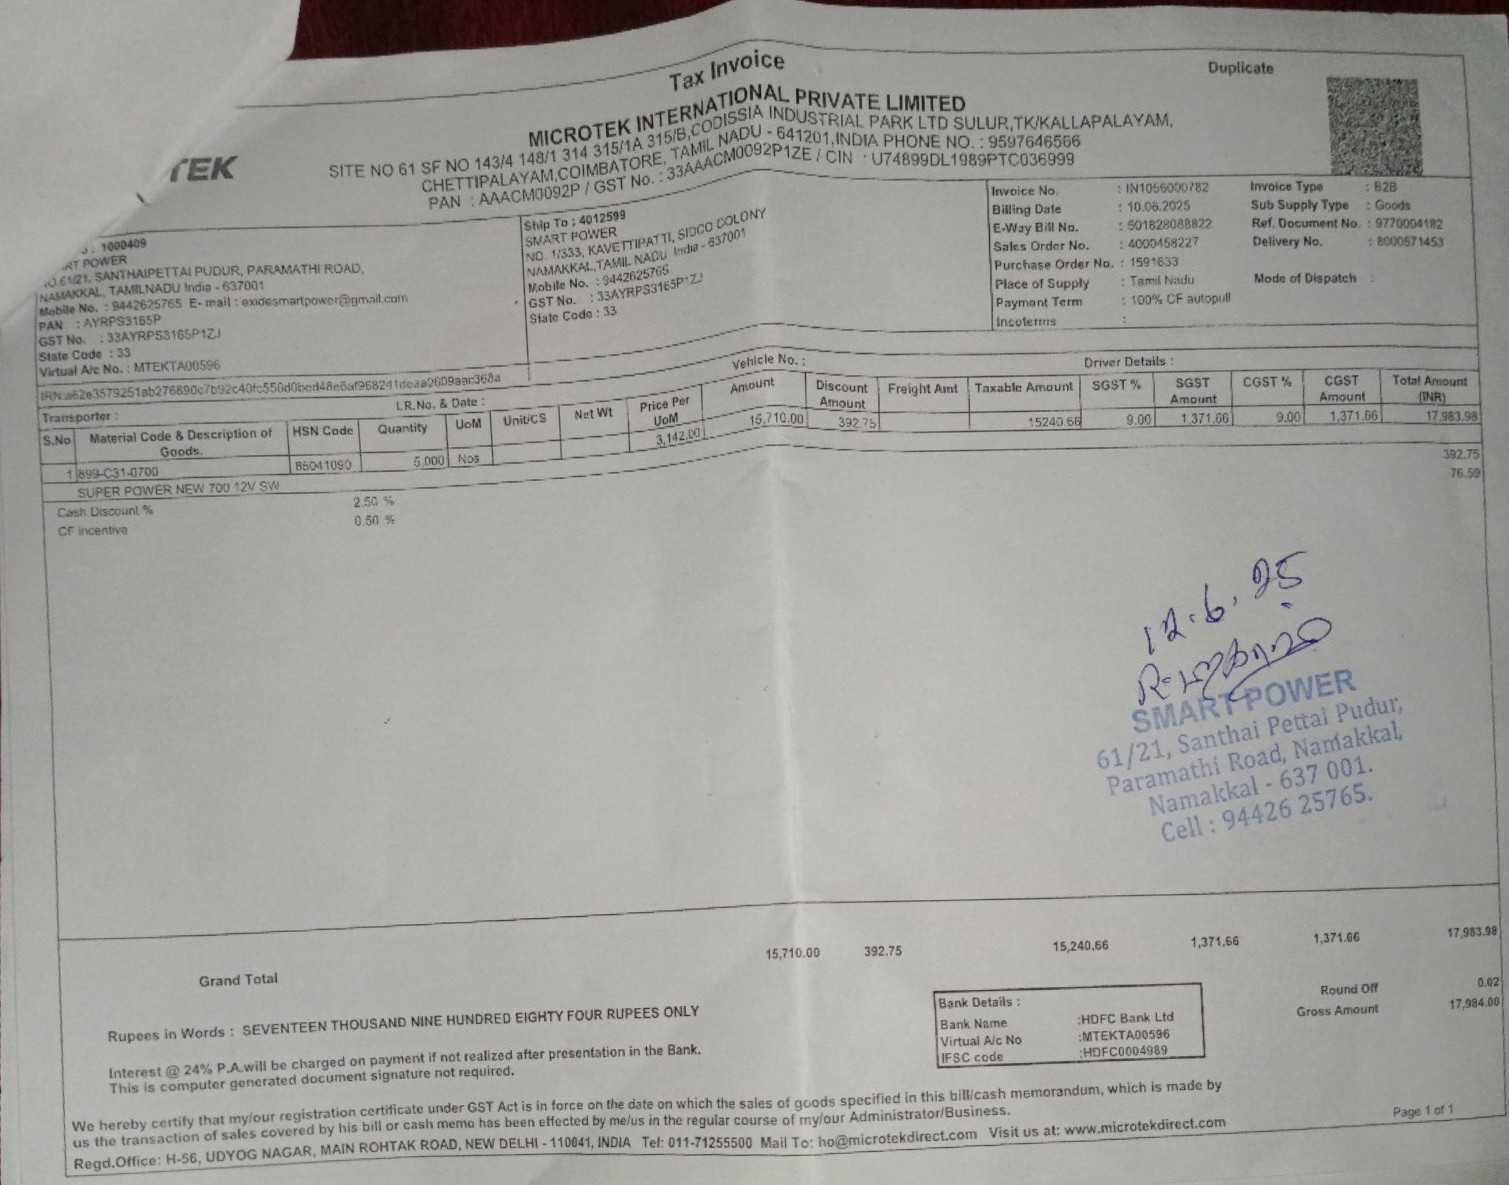 Tax Invoice
Duplicate
MICROTEK INTERNATIONAL PRIVATE LIMITED
SITE NO 61 SF NO 143/4 148/1 314 315/1A 315/B,CODISSIA INDUSTRIAL PARK LTD SULUR,TK/KALLAPALAYAM,
CHETTIPALAYAM,COIMBATORE, TAMIL NADU - 641201,INDIA PHONE NO. : 9597646566
PAN : AAACM0092P / GST No. : 33AAACM0092P1ZE / CIN : U74899DL1989PTC036999
TEK
: 1000409
RT POWER
NO.61/21, SANTHAIPETTAI PUDUR, PARAMATHI ROAD,
NAMAKKAL, TAMILNADU India - 637001
Mobile No. : 9442625765 E- mail : exidesmartpower@gmail.com
PAN : AYRPS3165P
GST No. : 33AYRPS3165P1ZJ
State Code : 33
Virtual A/c No. : MTEKTA00596
Ship To : 4012599
SMART POWER
NO. 1/333, KAVETTIPATTI, SIDCO COLONY
NAMAKKAL,TAMIL NADU India - 637001
Mobile No. : 9442625765
GST No. : 33AYRPS3165P1ZJ
State Code : 33
Invoice No. : IN1056000782 Invoice Type : B2B
Billing Date : 10.06.2025 Sub Supply Type : Goods
E-Way Bill No. : 501828088822 Ref. Document No. : 9770004182
Sales Order No. : 4000458227 Delivery No. : 8000571453
Purchase Order No. : 1591633
Place of Supply : Tamil Nadu Mode of Dispatch :
Payment Term : 100% CF autopull
Incoterms :
Transporter : LR.No. & Date : Vehicle No. : Driver Details :
S.No Material Code & Description of Goods. HSN Code Quantity UoM Unit/CS Net Wt Price Per UoM Amount Discount Amount Freight Amt Taxable Amount SGST % SGST Amount CGST % CGST Amount Total Amount (INR)
1 899-C31-0700 85041090 5.000 Nos 3,142.00 15,710.00 392.75 15240.66 9.00 1,371.66 9.00 1,371.66 17,983.98
SUPER POWER NEW 700 12V SW
Cash Discount % 2.50 % 392.75
CF incentive 0.50 % 76.59
12.6.25
SMART POWER
61/21, Santhai Pettai Pudur,
Paramathi Road, Namakkal,
Namakkal - 637 001.
Cell : 94426 25765.
Grand Total 15,710.00 392.75 15,240.66 1,371.66 1,371.66 17,983.98
Round Off 0.02
Gross Amount 17,984.00
Rupees in Words : SEVENTEEN THOUSAND NINE HUNDRED EIGHTY FOUR RUPEES ONLY
Bank Details :
Bank Name :HDFC Bank Ltd
Virtual A/c No :MTEKTA00596
IFSC code :HDFC0004989
Interest @ 24% P.A.will be charged on payment if not realized after presentation in the Bank.
This is computer generated document signature not required.
We hereby certify that my/our registration certificate under GST Act is in force on the date on which the sales of goods specified in this bill/cash memorandum, which is made by
us the transaction of sales covered by his bill or cash memo has been effected by me/us in the regular course of my/our Administrator/Business.
Regd.Office: H-56, UDYOG NAGAR, MAIN ROHTAK ROAD, NEW DELHI - 110041, INDIA Tel: 011-71255500 Mail To: ho@microtekdirect.com Visit us at: www.microtekdirect.com
Page 1 of 1